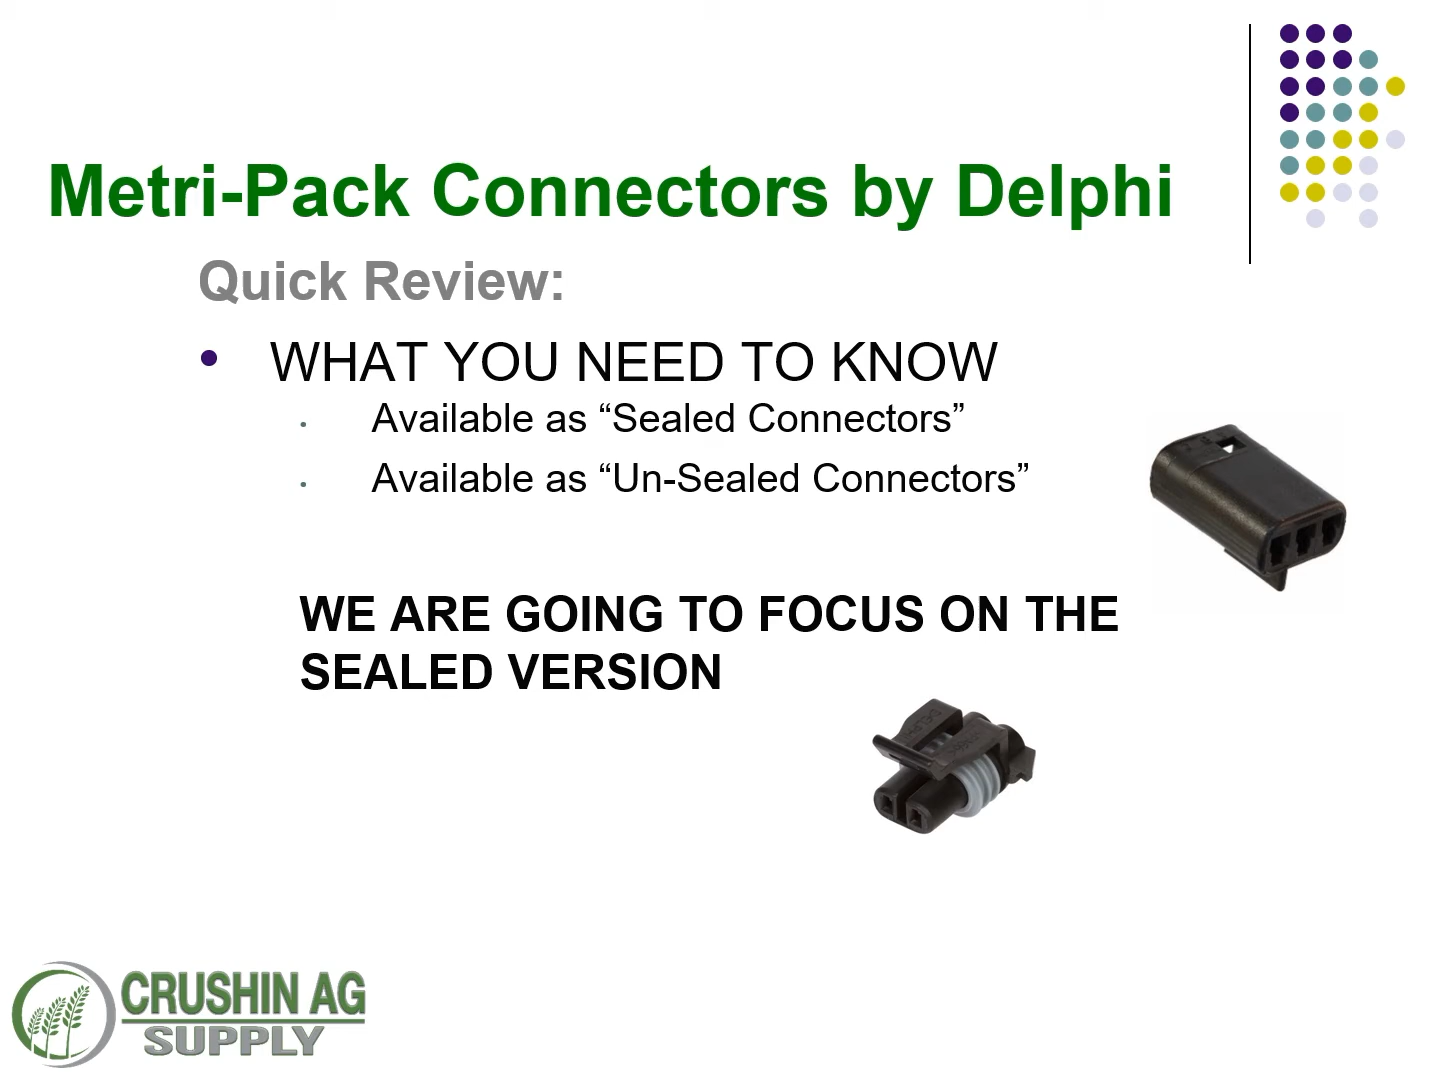 Metri-Pack Connectors by Delphi
Quick Review:
• WHAT YOU NEED TO KNOW
• Available as “Sealed Connectors”
• Available as “Un-Sealed Connectors”
WE ARE GOING TO FOCUS ON THE
SEALED VERSION
DELPHI
CRUSHIN AG
SUPPLY